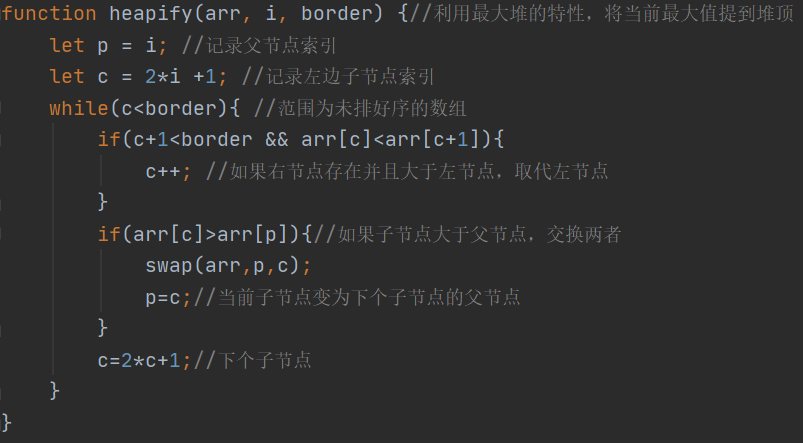 function heapify(arr, i, border) {//利用最大堆的特性，将当前最大值提到堆顶
    let p = i; //记录父节点索引
    let c = 2*i +1; //记录左边子节点索引
    while(c<border){ //范围为未排好序的数组
        if(c+1<border && arr[c]<arr[c+1]){
            c++; //如果右节点存在并且大于左节点，取代左节点
        }
        if(arr[c]>arr[p]){//如果子节点大于父节点，交换两者
            swap(arr,p,c);
            p=c;//当前子节点变为下个子节点的父节点
        }
        c=2*c+1;//下个子节点
    }
}